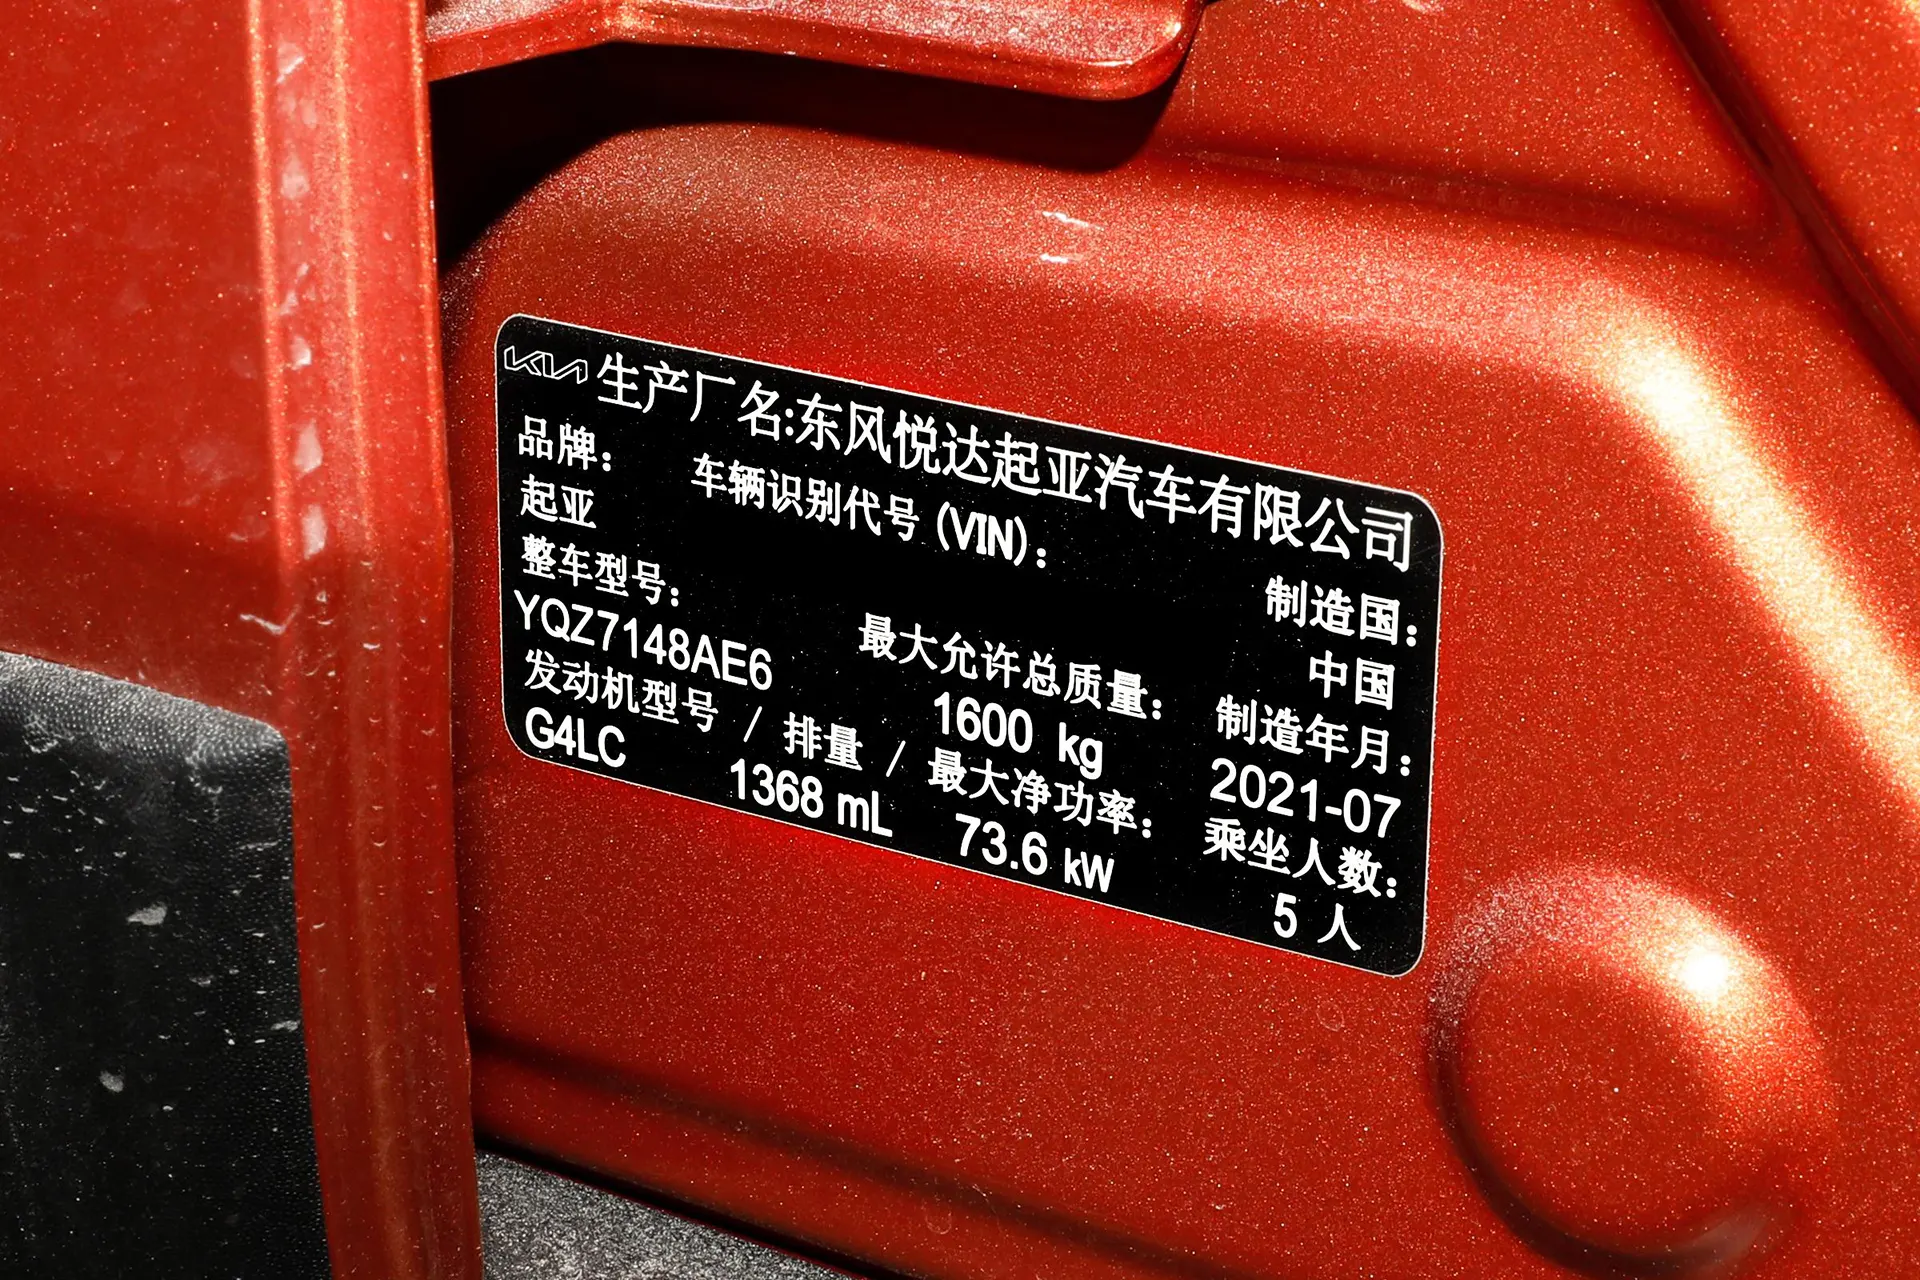 KIA 生产厂名:东风悦达起亚汽车有限公司
品牌： 车辆识别代号 (VIN)： 制造国：
起亚 中国
整车型号： 最大允许总质量： 制造年月：
YQZ7148AE6 1600 kg 2021-07
发动机型号 / 排量 / 最大净功率： 乘坐人数：
G4LC 1368 mL 73.6 kW 5 人